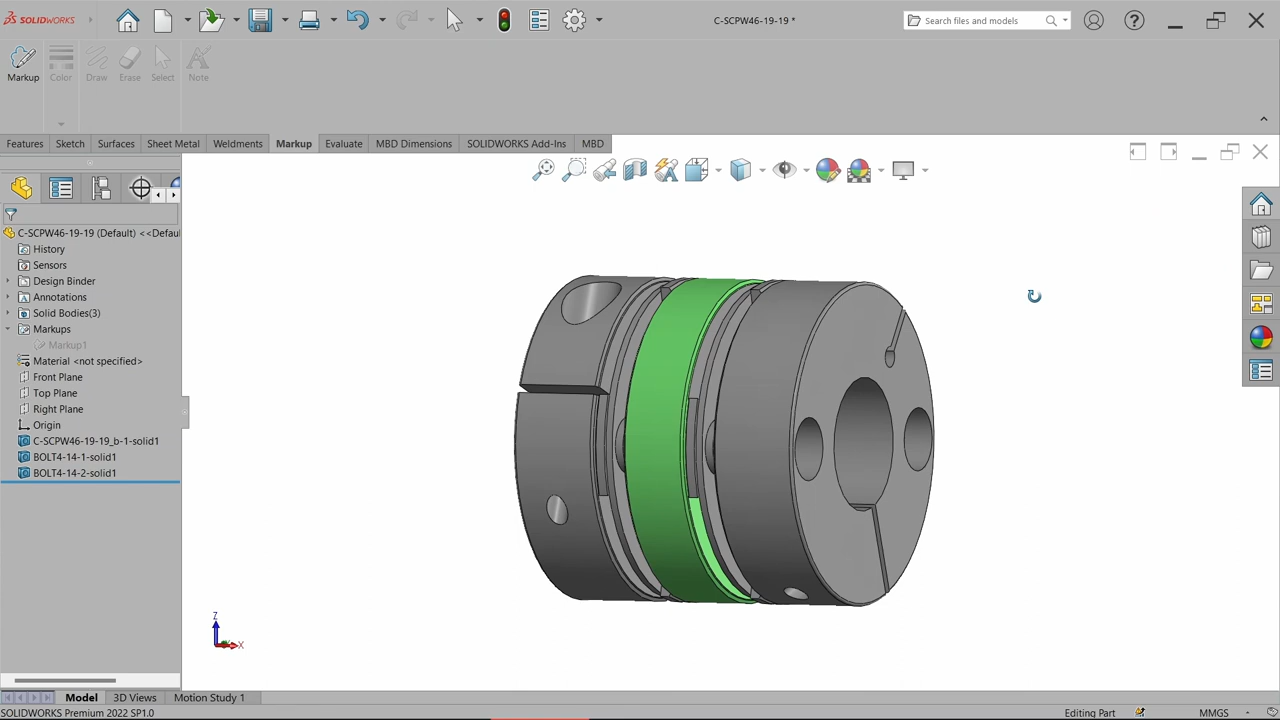 SOLIDWORKS
C-SCPW46-19-19 *
Search files and models
Markup
Color
Draw
Erase
Select
Note
Features
Sketch
Surfaces
Sheet Metal
Weldments
Markup
Evaluate
MBD Dimensions
SOLIDWORKS Add-Ins
MBD
C-SCPW46-19-19 (Default) <<Defau
History
Sensors
Design Binder
Annotations
Solid Bodies(3)
Markups
Markup1
Material <not specified>
Front Plane
Top Plane
Right Plane
Origin
C-SCPW46-19-19_b-1-solid1
BOLT4-14-1-solid1
BOLT4-14-2-solid1
Z
X
Model
3D Views
Motion Study 1
SOLIDWORKS Premium 2022 SP1.0
Editing Part
MMGS